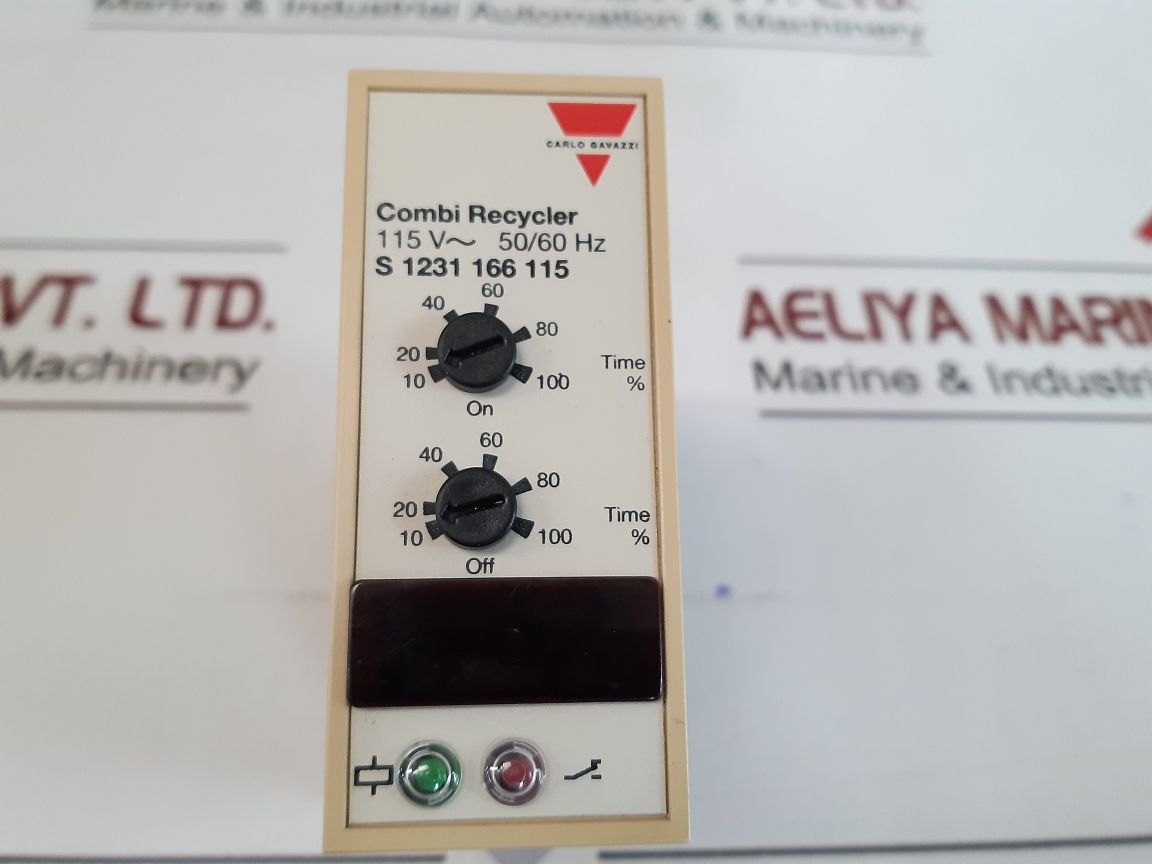 Marine & Industrial Automation & Machinery
CARLO GAVAZZI
Combi Recycler
115 V~ 50/60 Hz
S 1231 166 115
10 20 40 60 80 100
Time
%
On
10 20 40 60 80 100
Time
%
Off
VT. LTD.
Machinery
AELIYA MARIN
Marine & Industri